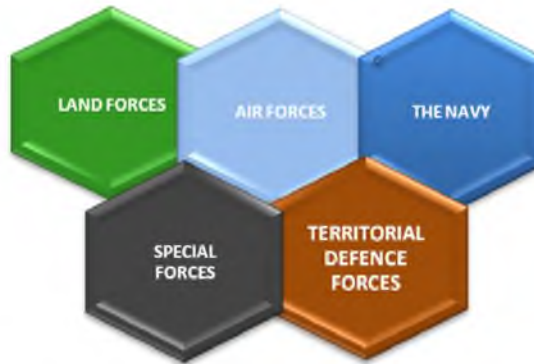 LAND FORCES
AIR FORCES
THE NAVY
SPECIAL
FORCES
TERRITORIAL
DEFENCE
FORCES